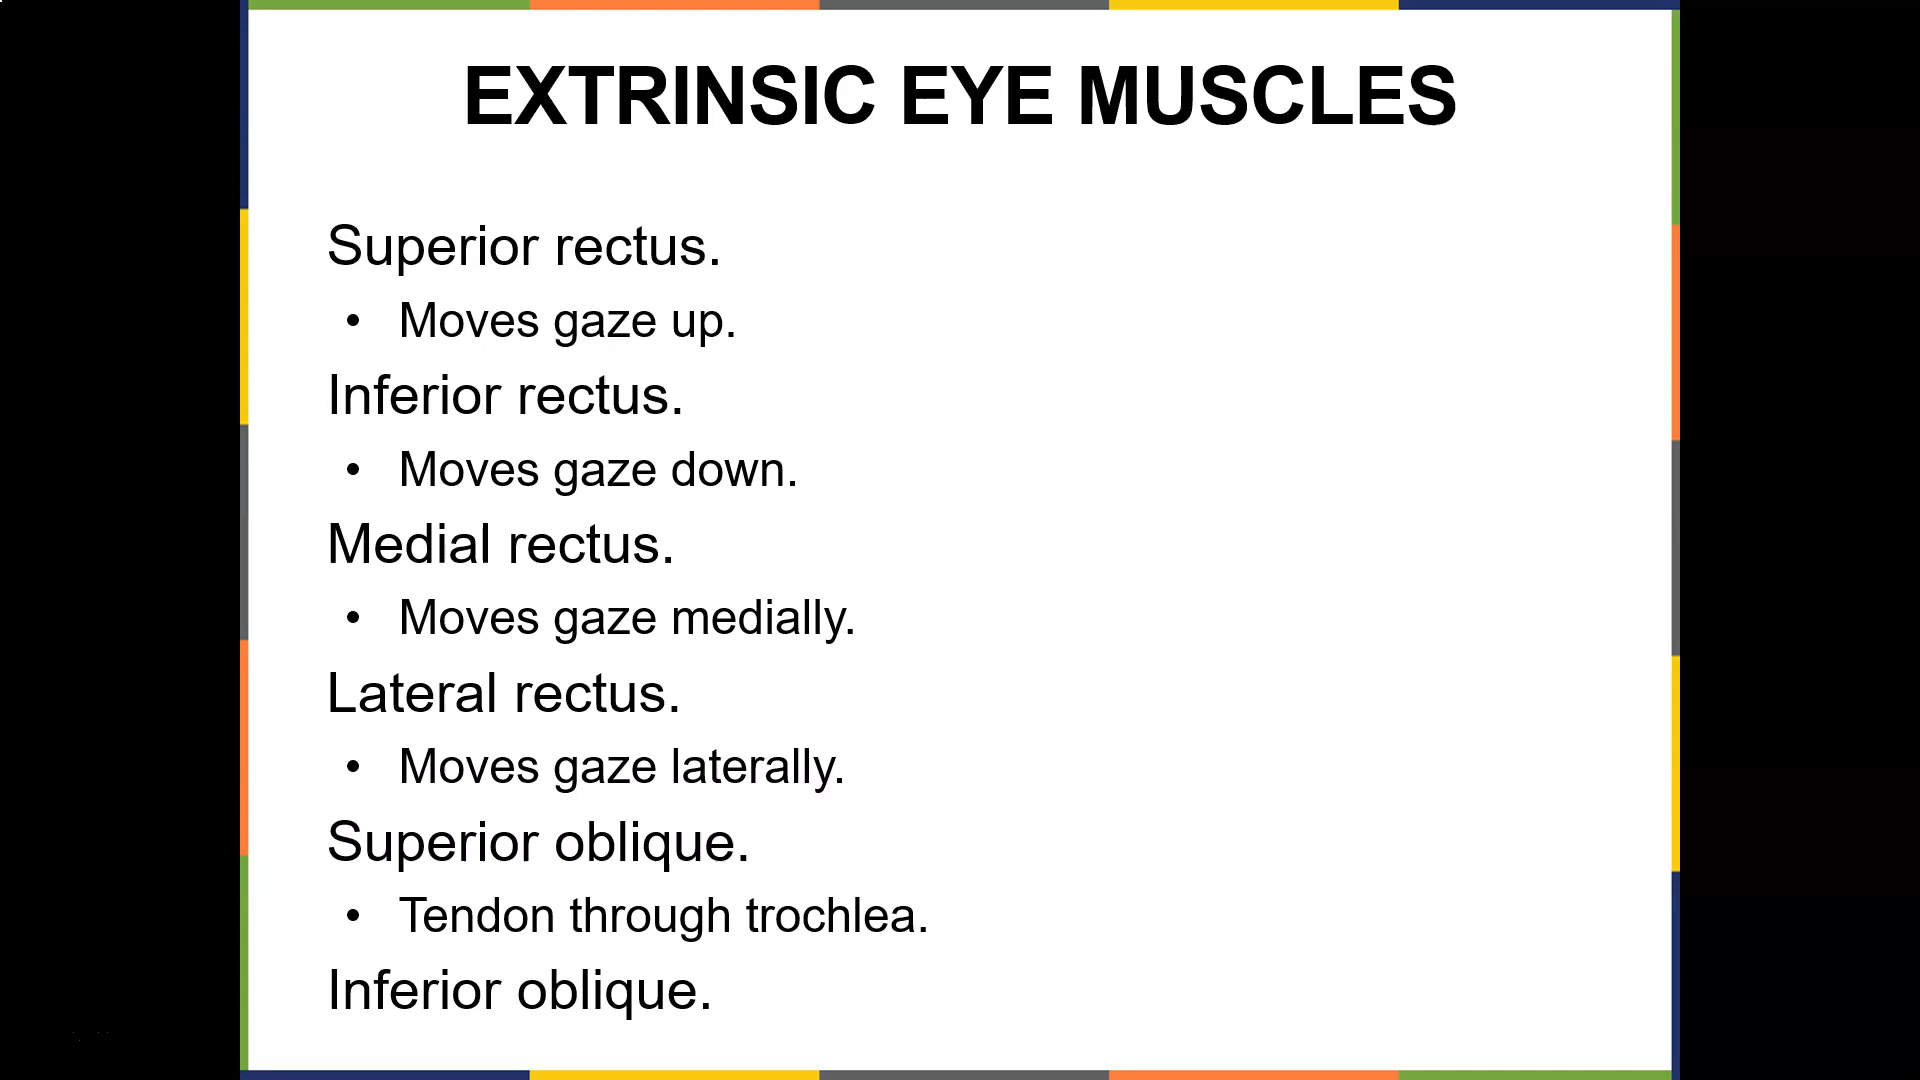 EXTRINSIC EYE MUSCLES
Superior rectus.
• Moves gaze up.
Inferior rectus.
• Moves gaze down.
Medial rectus.
• Moves gaze medially.
Lateral rectus.
• Moves gaze laterally.
Superior oblique.
• Tendon through trochlea.
Inferior oblique.